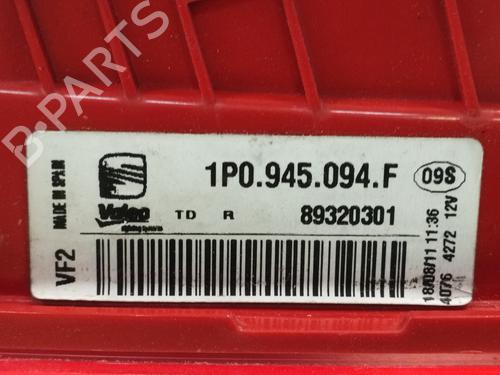 MADE IN SPAIN
1P0.945.094.F
09S
Valeo
TD R
89320301
VF2
18/08/11 11:36
4076 4272 12V
B-PARTS